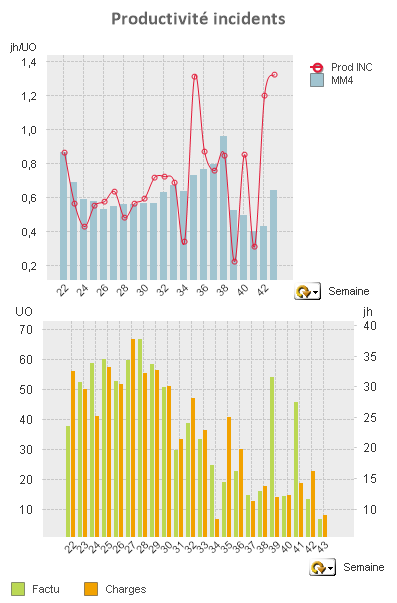 Productivité incidents
jh/UO
1,4
1,2
1,0
0,8
0,6
0,4
0,2
22 24 26 28 30 32 34 36 38 40 42
Semaine
Prod INC
MM4
UO jh
70 60 50 40 30 20 10
40 35 30 25 20 15 10
22 23 24 25 26 27 28 29 30 31 32 33 34 35 36 37 38 39 40 41 42 43
Semaine
Factu Charges